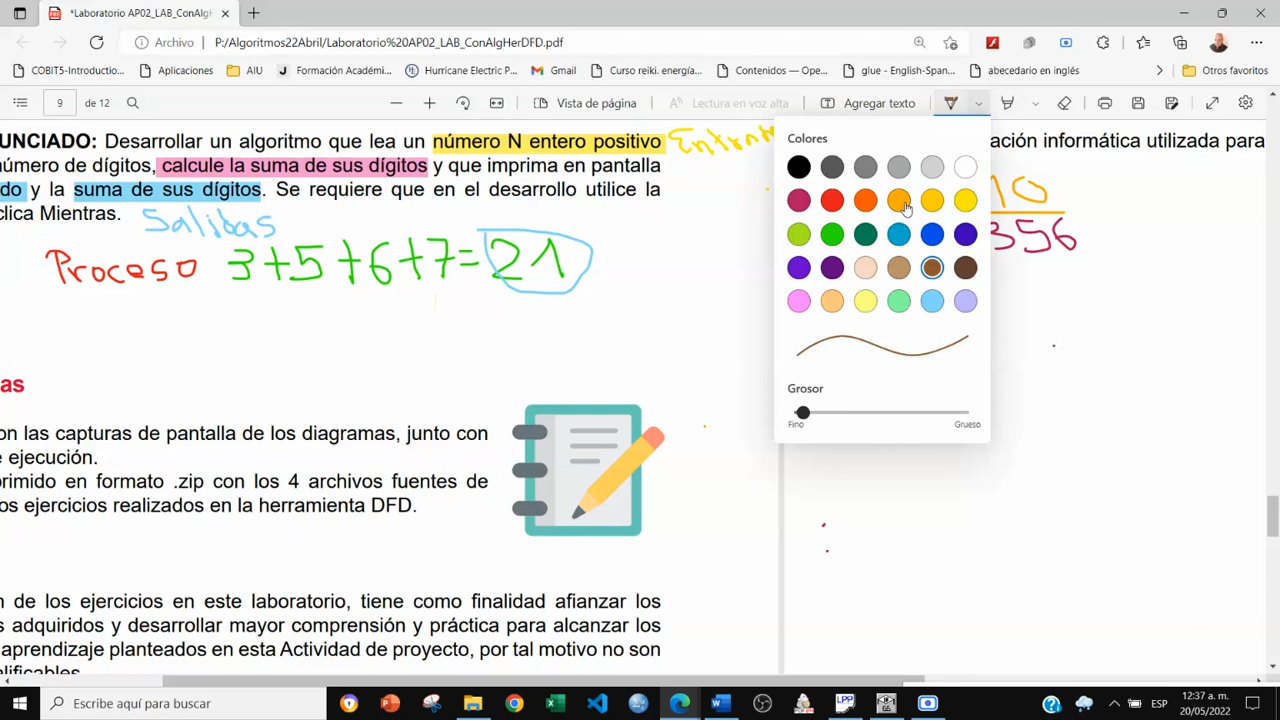 *Laboratorio AP02_LAB_ConAlgH
Archivo P:/Algoritmos22Abril/Laboratorio%20AP02_LAB_ConAlgHerDFD.pdf
COBIT5-Introductio... Aplicaciones AIU Formación Académi... Hurricane Electric P... Gmail Curso reiki. energía... Contenidos — Ope... glue - English-Span... abecedario en inglés Otros favoritos
9 de 12 Vista de página Lectura en voz alta Agregar texto
NUNCIADO: Desarrollar un algoritmo que lea un número N entero positivo
número de dígitos, calcule la suma de sus dígitos y que imprima en pantalla
do y la suma de sus dígitos. Se requiere que en el desarrollo utilice la
clica Mientras.
Salidas
Proceso 3+5+6+7=21
as
on las capturas de pantalla de los diagramas, junto con
e ejecución.
primido en formato .zip con los 4 archivos fuentes de
os ejercicios realizados en la herramienta DFD.
n de los ejercicios en este laboratorio, tiene como finalidad afianzar los
s adquiridos y desarrollar mayor comprensión y práctica para alcanzar los
aprendizaje planteados en esta Actividad de proyecto, por tal motivo no son
Colores
Grosor
Fino Grueso
ación informática utilizada para
10
356
Escribe aquí para buscar
ESP
12:37 a. m.
20/05/2022